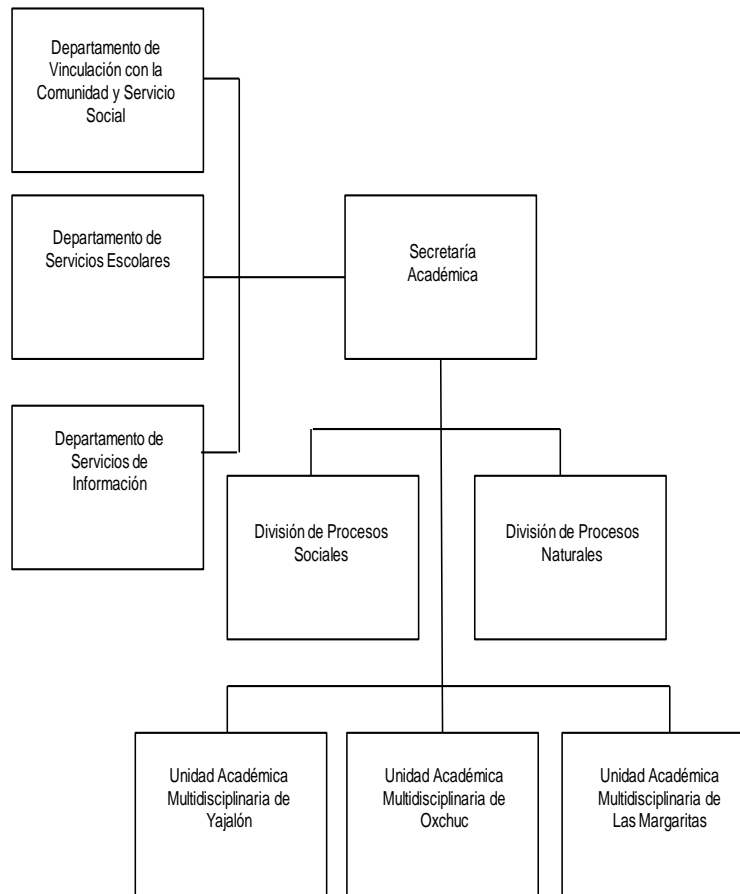 Departamento de
Vinculación con la
Comunidad y Servicio
Social
Departamento de
Servicios Escolares
Secretaría
Académica
Departamento de
Servicios de
Información
División de Procesos
Sociales
División de Procesos
Naturales
Unidad Académica
Multidisciplinaria de
Yajalón
Unidad Académica
Multidisciplinaria de
Oxchuc
Unidad Académica
Multidisciplinaria de
Las Margaritas